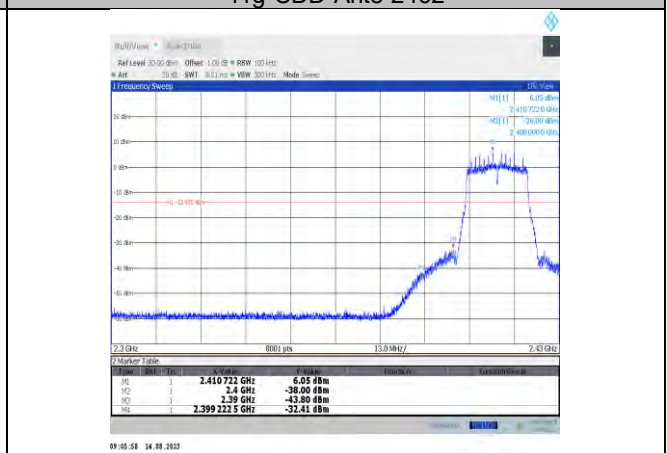 MultiView
Ref Level 30.00 dBm Offset 1.00 dB RBW 100 kHz
Att SWT 8.01 ms VBW 300 kHz Mode Sweep
1 Frequency Sweep
M1[1] 6.05 dBm
2.410 722 0 GHz
M2[1] -38.00 dBm
2.400 000 0 GHz
10 dBm
0 dBm
-10 dBm
-20 dBm
-30 dBm
-40 dBm
2.3 GHz 8001 pts 13.0 MHz/ 2.43 GHz
2 Marker Table
Type Ref Trc X-Value Y-Value Function Function Result
M1 1 2.410 722 GHz 6.05 dBm
M2 1 2.4 GHz -38.00 dBm
M3 1 2.39 GHz -43.80 dBm
M4 1 2.399 222 5 GHz -32.41 dBm
09:05:58 14.08.2023